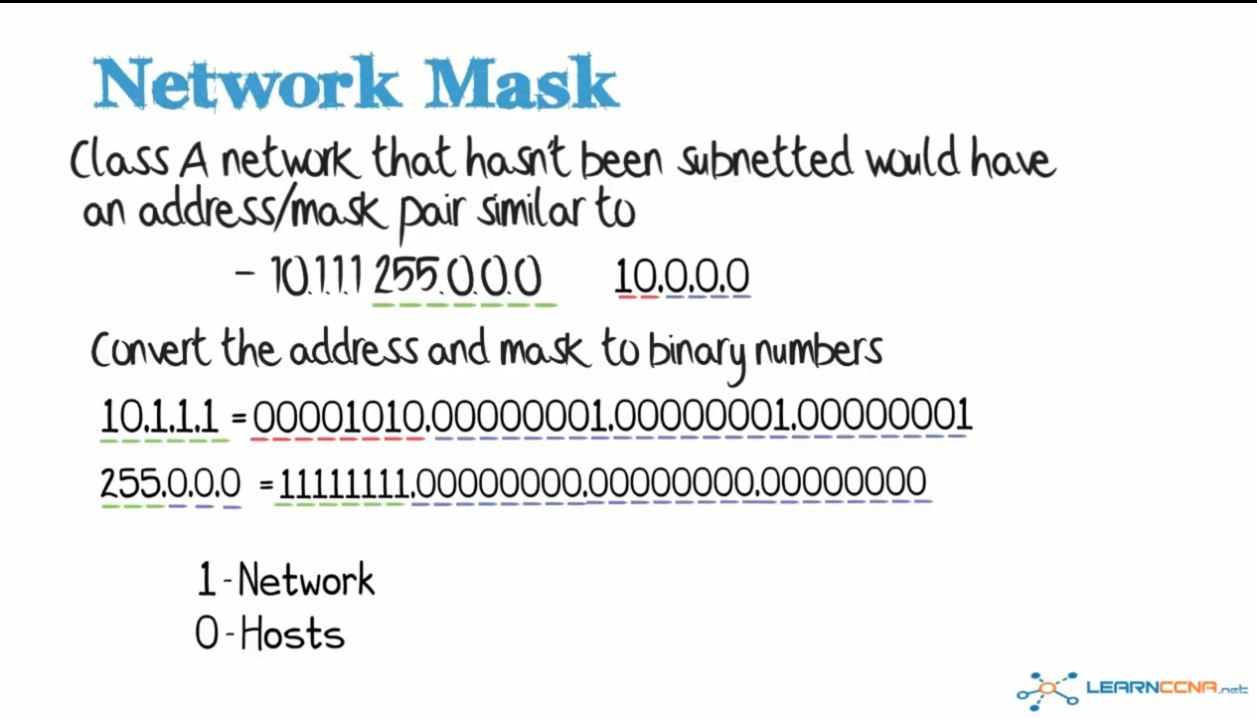 Network Mask
Class A network that hasn't been subnetted would have
an address/mask pair similar to
- 10.1.1.1 255.0.0.0 10.0.0.0
Convert the address and mask to binary numbers
10.1.1.1 = 00001010.00000001.00000001.00000001
255.0.0.0 = 11111111.00000000.00000000.00000000
1 - Network
0 - Hosts
LEARNCCNA.net